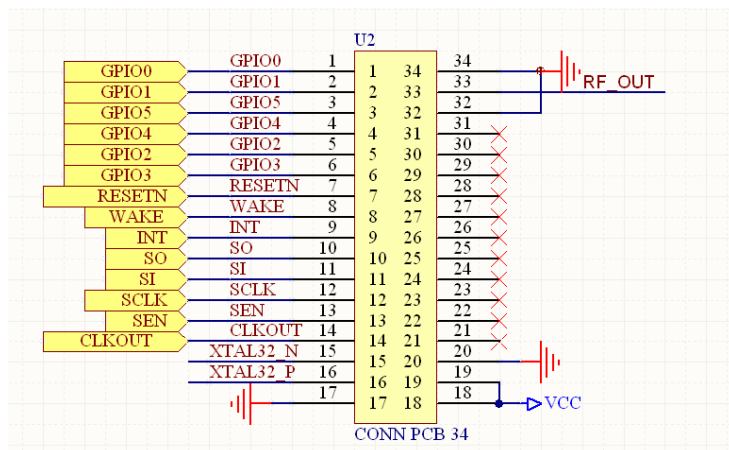 U2
GPIO0 GPIO0 1 1 34 34
GPIO1 GPIO1 2 2 33 33 RF_OUT
GPIO5 GPIO5 3 3 32 32
GPIO4 GPIO4 4 4 31 31
GPIO2 GPIO2 5 5 30 30
GPIO3 GPIO3 6 6 29 29
RESETN RESETN 7 7 28 28
WAKE WAKE 8 8 27 27
INT INT 9 9 26 26
SO SO 10 10 25 25
SI SI 11 11 24 24
SCLK SCLK 12 12 23 23
SEN SEN 13 13 22 22
CLKOUT CLKOUT 14 14 21 21
XTAL32_N 15 15 20 20
XTAL32_P 16 16 19 19
17 17 18 18 VCC
CONN PCB 34